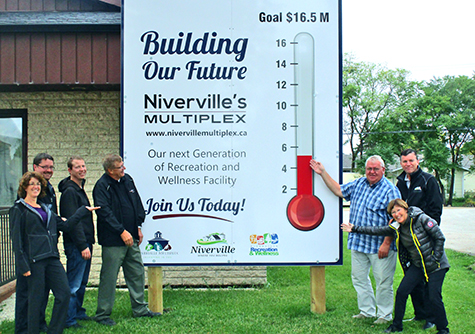 Goal $16.5 M
Building
Our Future
Niverville's
MULTIPLEX
www.nivervillmultiplex.ca
Our next Generation
of Recreation and
Wellness Facility
Join Us Today!
16
14
12
10
8
6
4
2
Niverville
Recreation
& Wellness